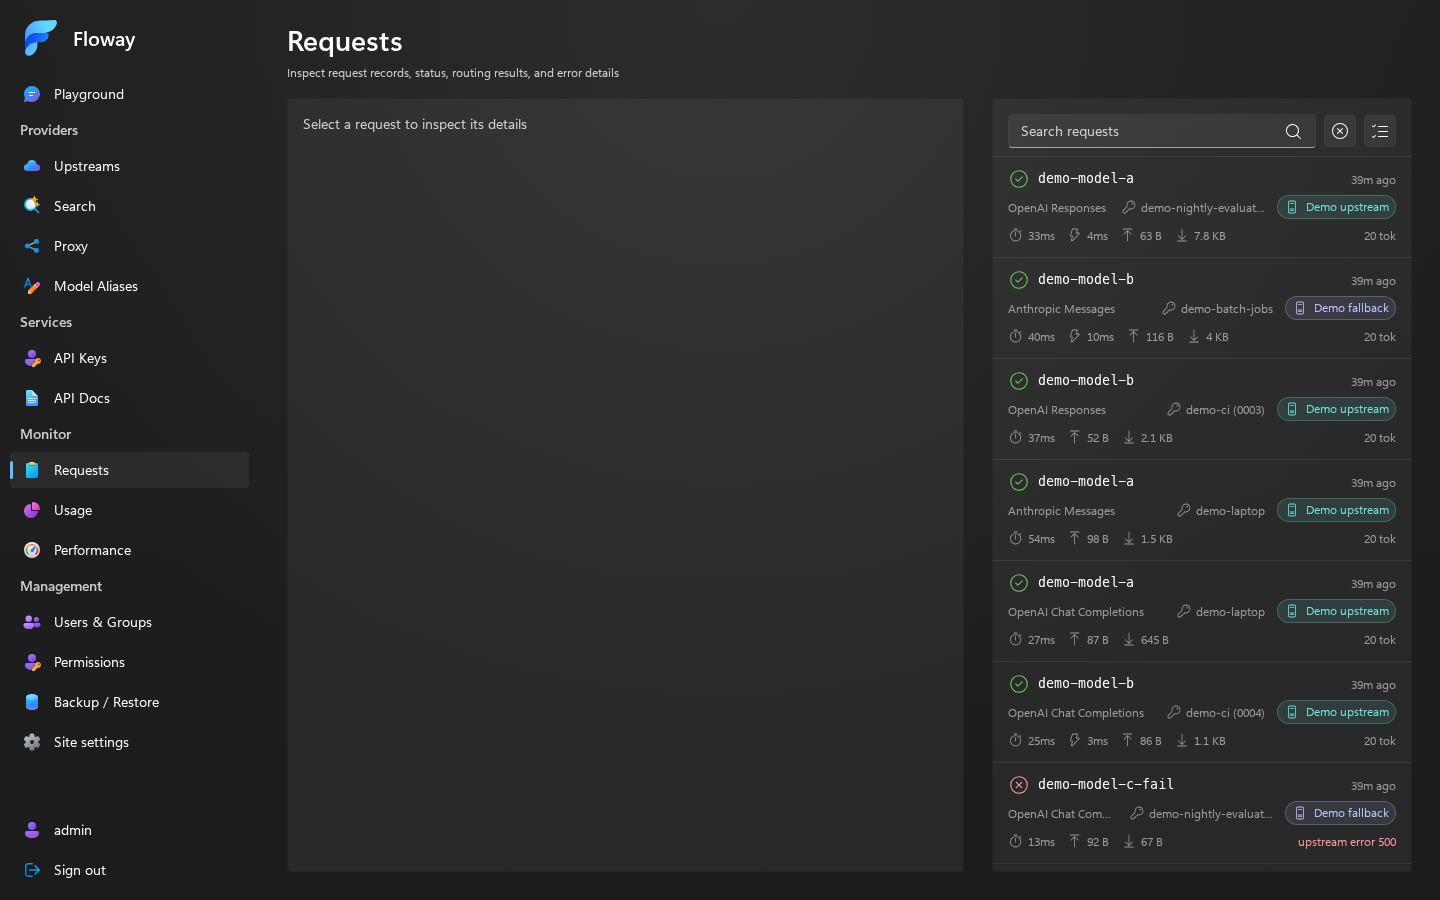 Floway
Playground
Providers
Upstreams
Search
Proxy
Model Aliases
Services
API Keys
API Docs
Monitor
Requests
Usage
Performance
Management
Users & Groups
Permissions
Backup / Restore
Site settings
admin
Sign out
Requests
Inspect request records, status, routing results, and error details
Select a request to inspect its details
Search requests
demo-model-a 39m ago
OpenAI Responses demo-nightly-evaluat... Demo upstream
33ms 4ms 63 B 7.8 KB 20 tok
demo-model-b 39m ago
Anthropic Messages demo-batch-jobs Demo fallback
40ms 10ms 116 B 4 KB 20 tok
demo-model-b 39m ago
OpenAI Responses demo-ci (0003) Demo upstream
37ms 52 B 2.1 KB 20 tok
demo-model-a 39m ago
Anthropic Messages demo-laptop Demo upstream
54ms 98 B 1.5 KB 20 tok
demo-model-a 39m ago
OpenAI Chat Completions demo-laptop Demo upstream
27ms 87 B 645 B 20 tok
demo-model-b 39m ago
OpenAI Chat Completions demo-ci (0004) Demo upstream
25ms 3ms 86 B 1.1 KB 20 tok
demo-model-c-fail 39m ago
OpenAI Chat Com... demo-nightly-evaluat... Demo fallback
13ms 92 B 67 B upstream error 500